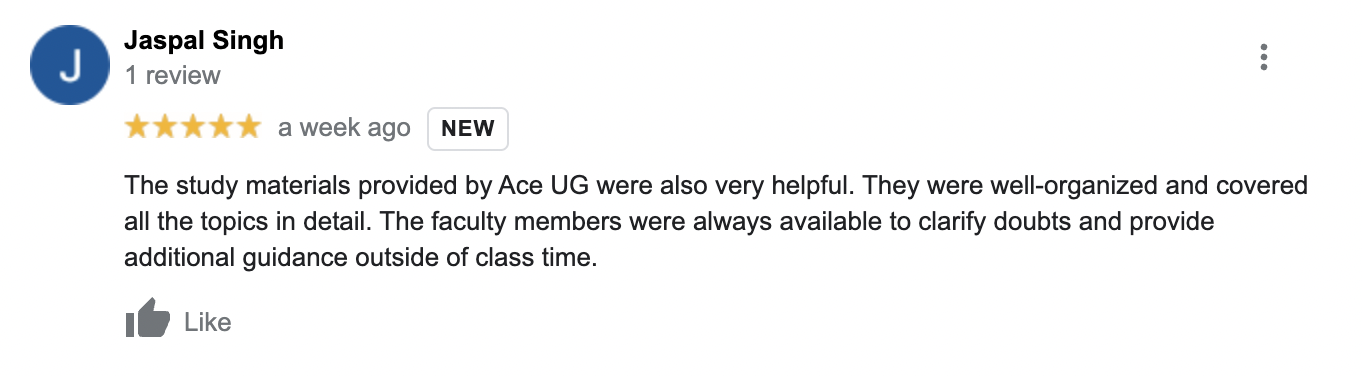 J
Jaspal Singh
1 review
a week ago NEW
The study materials provided by Ace UG were also very helpful. They were well-organized and covered
all the topics in detail. The faculty members were always available to clarify doubts and provide
additional guidance outside of class time.
Like